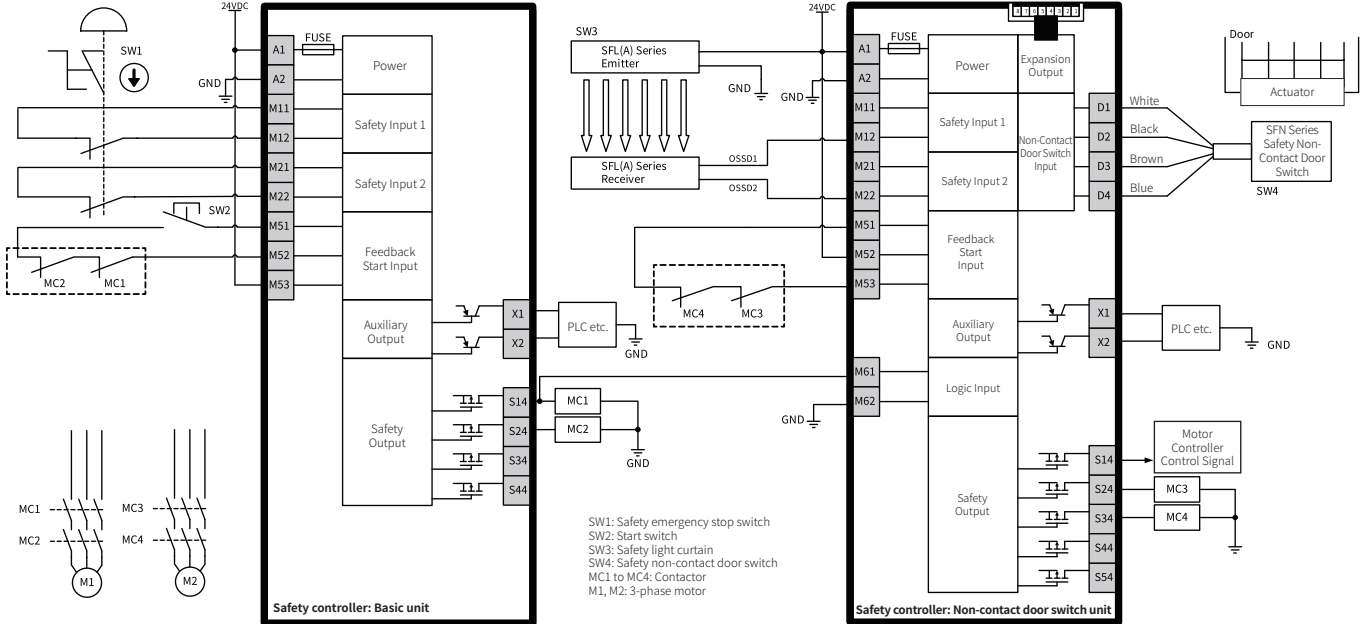 24VDC
SW1
GND
A1
A2
M11
M12
M21
M22
M51
M52
M53
FUSE
Power
Safety Input 1
Safety Input 2
Feedback
Start Input
Auxiliary
Output
Safety
Output
SW2
MC2
MC1
X1
X2
PLC etc.
GND
S14
S24
S34
S44
MC1
MC2
GND
MC1
MC2
M1
MC3
MC4
M2
Safety controller: Basic unit
SW3
SFL(A) Series
Emitter
GND
SFL(A) Series
Receiver
OSSD1
OSSD2
MC4
MC3
SW1: Safety emergency stop switch
SW2: Start switch
SW3: Safety light curtain
SW4: Safety non-contact door switch
MC1 to MC4: Contactor
M1, M2: 3-phase motor
24VDC
GND
A1
A2
M11
M12
M21
M22
M51
M52
M53
M61
M62
GND
FUSE
8 7 6 5 4 3 2 1
Power
Expansion
Output
Safety Input 1
Safety Input 2
Non-Contact
Door Switch
Input
Feedback
Start
Input
Auxiliary
Output
Logic Input
Safety
Output
D1
D2
D3
D4
White
Black
Brown
Blue
Door
Actuator
SFN Series
Safety Non-
Contact Door
Switch
SW4
X1
X2
PLC etc.
GND
S14
S24
S34
S44
S54
Motor
Controller
Control Signal
MC3
MC4
Safety controller: Non-contact door switch unit